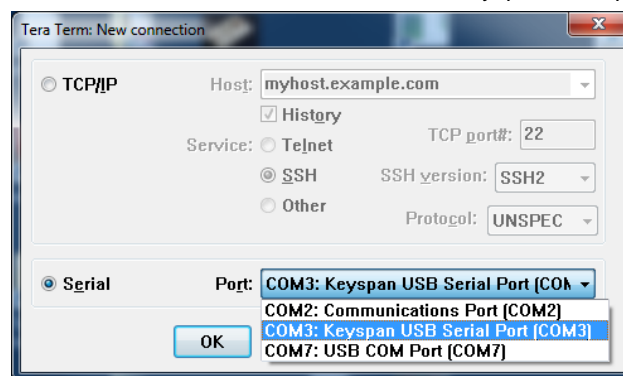 Tera Term: New connection
TCP/IP Host: myhost.example.com
History
Service: Telnet TCP port#: 22
SSH SSH version: SSH2
Other Protocol: UNSPEC
Serial Port: COM3: Keyspan USB Serial Port (COM
COM2: Communications Port (COM2)
COM3: Keyspan USB Serial Port (COM3)
OK COM7: USB COM Port (COM7)